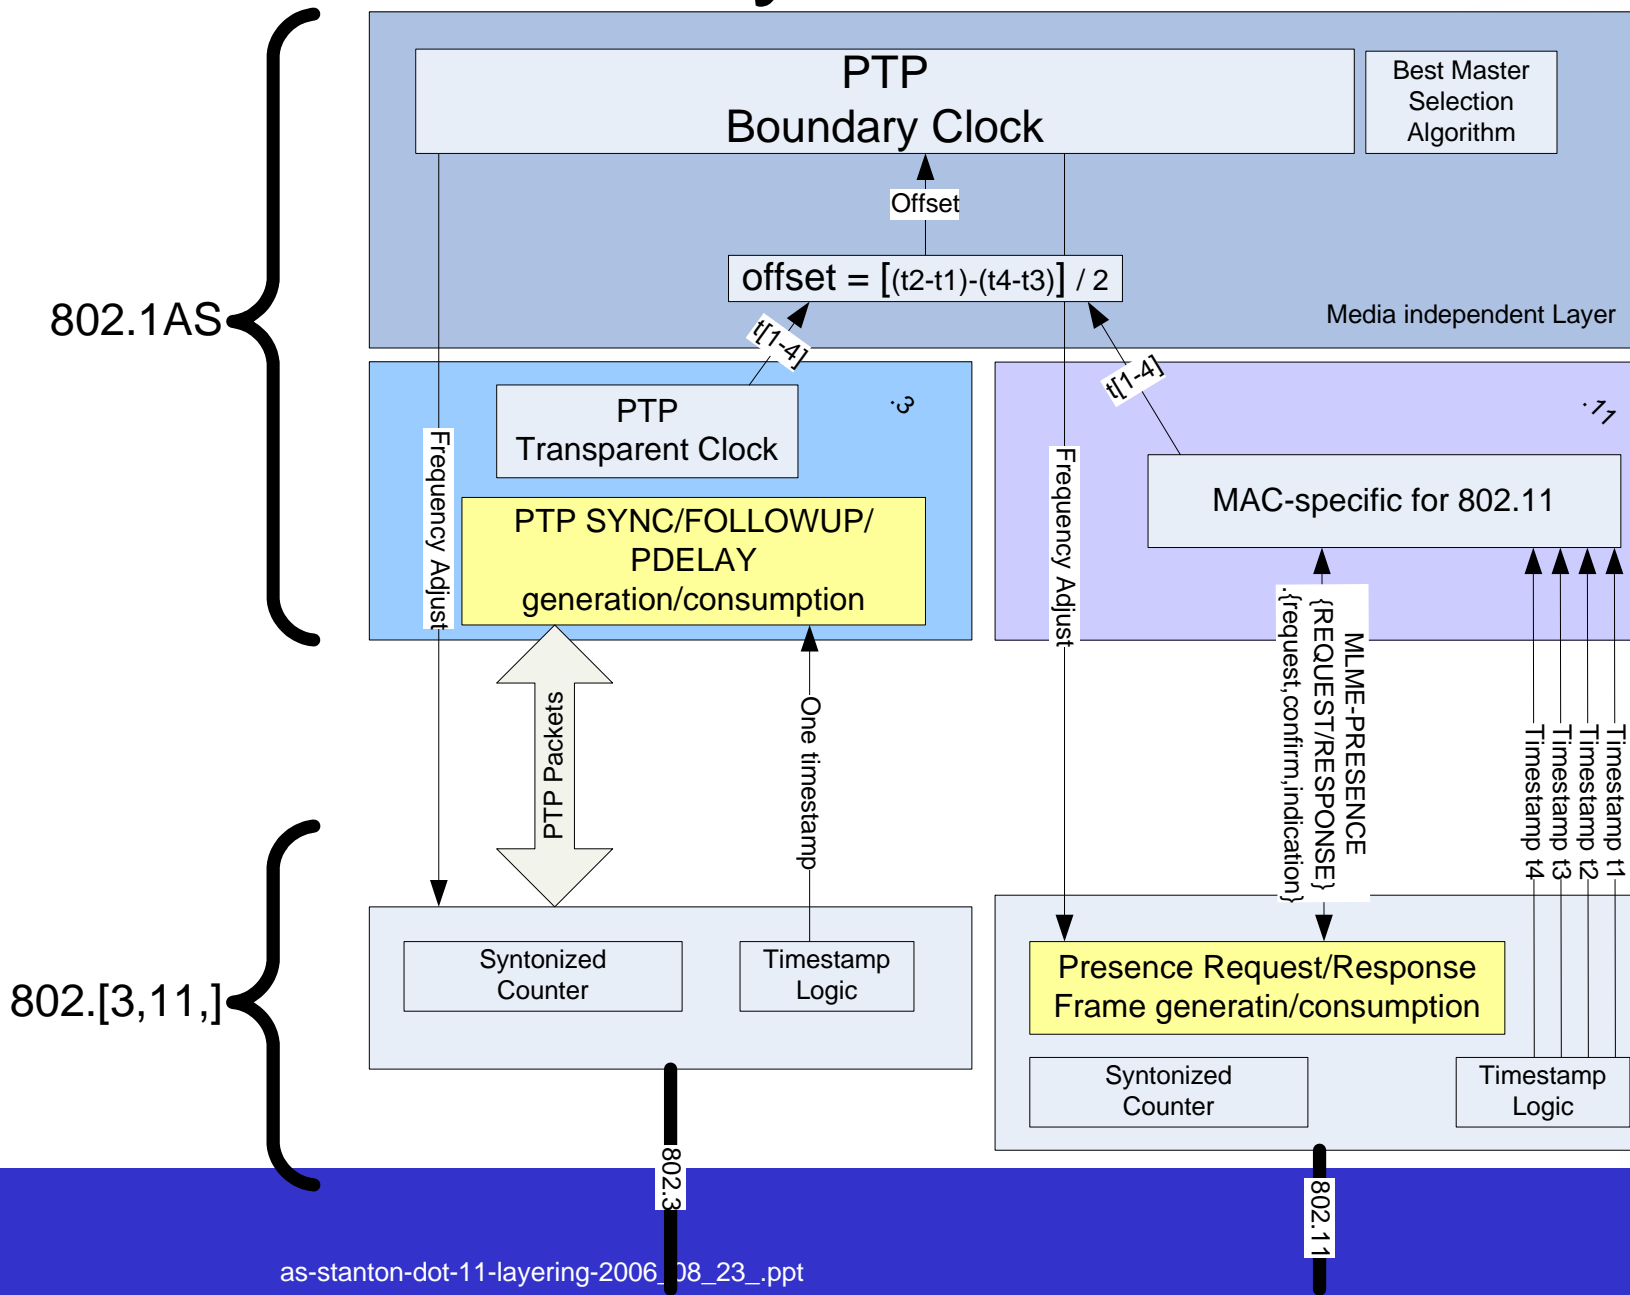 PTP
Boundary Clock
Best Master
Selection
Algorithm
Offset
offset = [(t2-t1)-(t4-t3)] / 2
Media independent Layer
802.1AS
t[1-4]
t[1-4]
.3
PTP
Transparent Clock
.11
Frequency Adjust
PTP SYNC/FOLLOWUP/
PDELAY
generation/consumption
Frequency Adjust
MAC-specific for 802.11
PTP Packets
One timestamp
MLME-PRESENCE
{REQUEST/RESPONSE}
.{request,confirm,indication}
Timestamp t4
Timestamp t3
Timestamp t2
Timestamp t1
802.[3,11,]
Syntonized
Counter
Timestamp
Logic
Presence Request/Response
Frame generatin/consumption
Syntonized
Counter
Timestamp
Logic
802.3
802.11
as-stanton-dot-11-layering-2006_08_23_.ppt